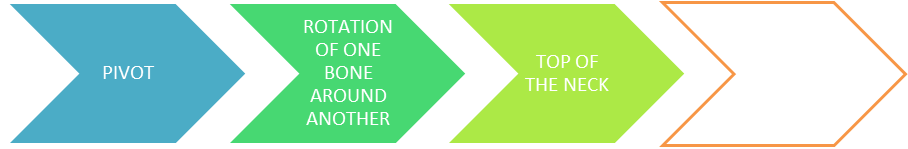 PIVOT
ROTATION
OF ONE
BONE
AROUND
ANOTHER
TOP OF
THE NECK